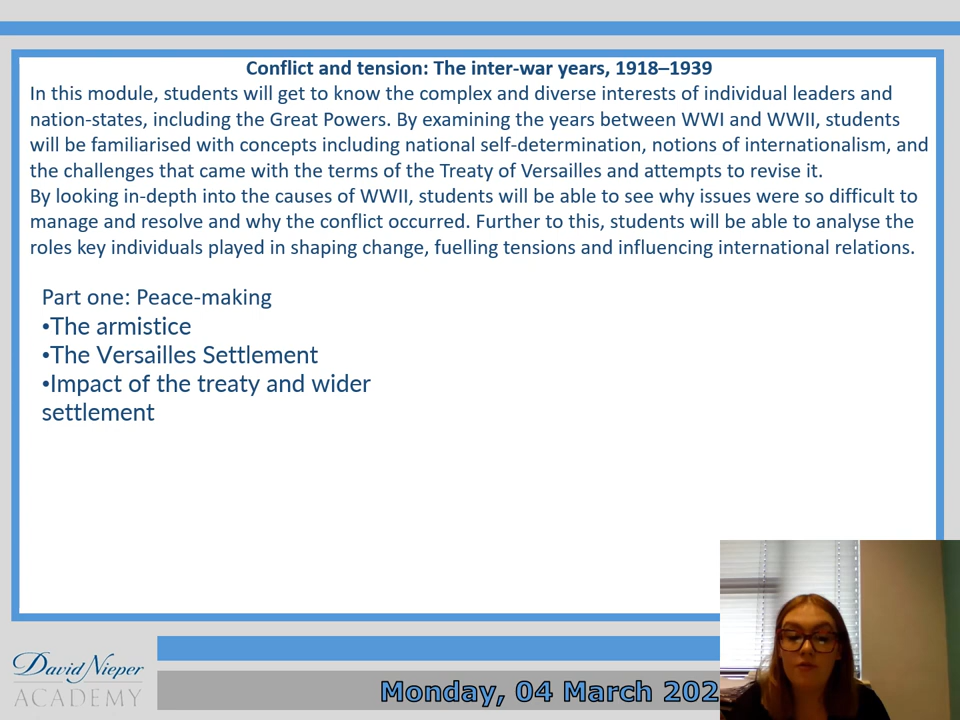 Conflict and tension: The inter-war years, 1918–1939
In this module, students will get to know the complex and diverse interests of individual leaders and
nation-states, including the Great Powers. By examining the years between WWI and WWII, students
will be familiarised with concepts including national self-determination, notions of internationalism, and
the challenges that came with the terms of the Treaty of Versailles and attempts to revise it.
By looking in-depth into the causes of WWII, students will be able to see why issues were so difficult to
manage and resolve and why the conflict occurred. Further to this, students will be able to analyse the
roles key individuals played in shaping change, fuelling tensions and influencing international relations.
Part one: Peace-making
•The armistice
•The Versailles Settlement
•Impact of the treaty and wider
settlement
David Nieper
ACADEMY
Monday, 04 March 202